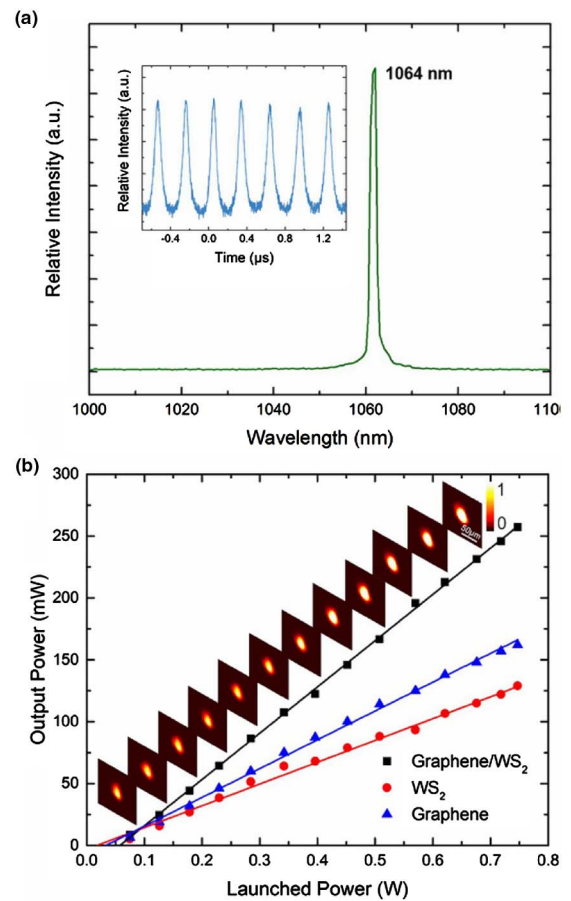 (a)
1064 nm
Relative Intensity (a.u.)
Relative Intensity (a.u.)
-0.4 0.0 0.4 0.8 1.2
Time (μs)
1000 1020 1040 1060 1080 1100
Wavelength (nm)
(b)
300
250
200
150
100
50
0
Output Power (mW)
1
0
50μm
Graphene/WS₂
WS₂
Graphene
0.0 0.1 0.2 0.3 0.4 0.5 0.6 0.7 0.8
Launched Power (W)